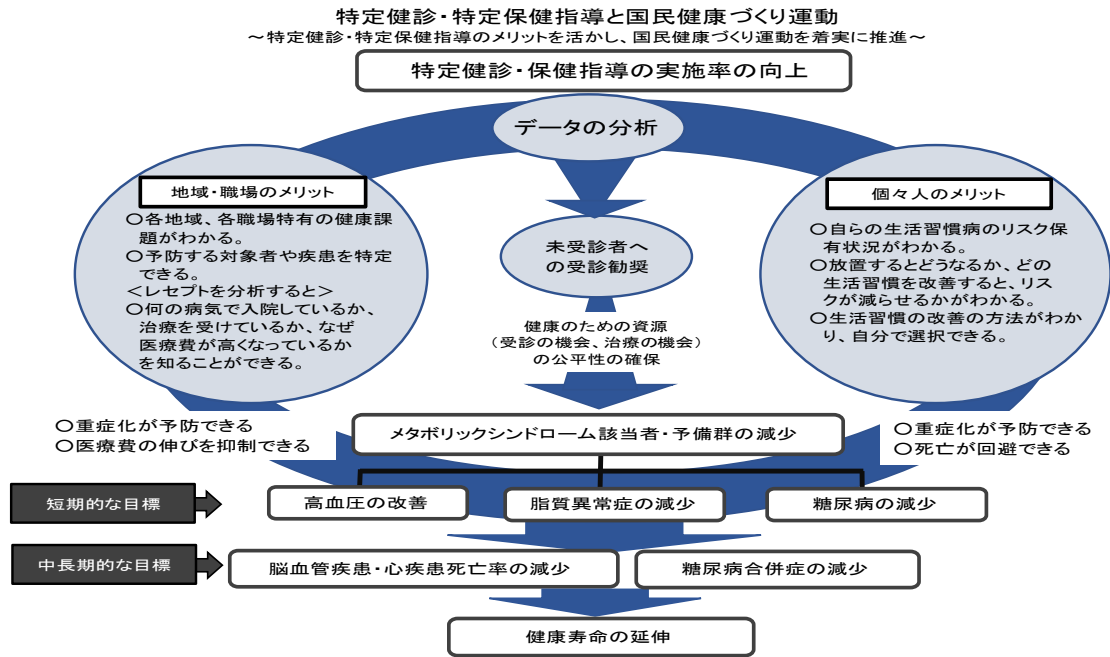 特定健診・特定保健指導と国民健康づくり運動
～特定健診・特定保健指導のメリットを活かし、国民健康づくり運動を着実に推進～
特定健診・保健指導の実施率の向上
データの分析
地域・職場のメリット
〇各地域、各職場特有の健康課
題がわかる。
〇予防する対象者や疾患を特定
できる。
＜レセプトを分析すると＞
〇何の病気で入院しているか、
治療を受けているか、なぜ
医療費が高くなっているか
を知ることができる。
未受診者へ
の受診勧奨
個々人のメリット
〇自らの生活習慣病のリスク保
有状況がわかる。
〇放置するとどうなるか、どの
生活習慣を改善すると、リス
クが減らせるかがわかる。
〇生活習慣の改善の方法がわか
り、自分で選択できる。
健康のための資源
（受診の機会、治療の機会）
の公平性の確保
〇重症化が予防できる
〇医療費の伸びを抑制できる
メタボリックシンドローム該当者・予備群の減少
〇重症化が予防できる
〇死亡が回避できる
短期的な目標
高血圧の改善
脂質異常症の減少
糖尿病の減少
中長期的な目標
脳血管疾患・心疾患死亡率の減少
糖尿病合併症の減少
健康寿命の延伸